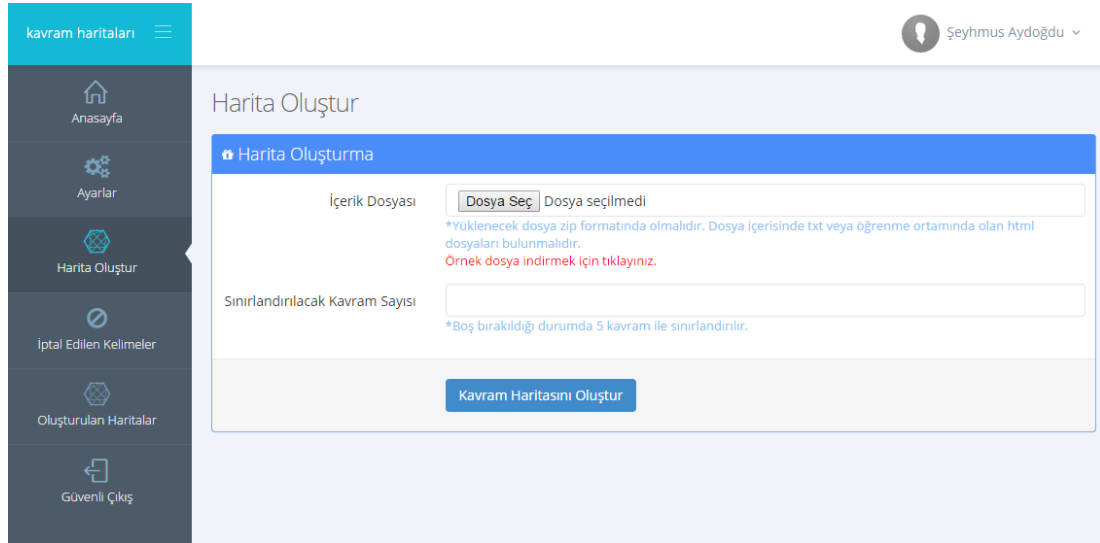 kavram haritaları
Şeyhmus Aydoğdu
Anasayfa
Ayarlar
Harita Oluştur
İptal Edilen Kelimeler
Oluşturulan Haritalar
Güvenli Çıkış
Harita Oluştur
Harita Oluşturma
İçerik Dosyası
Dosya Seç Dosya seçilmedi
*Yüklenecek dosya zip formatında olmalıdır. Dosya içerisinde txt veya öğrenme ortamında olan html
dosyaları bulunmalıdır.
Örnek dosya indirmek için tıklayınız.
Sınırlandırılacak Kavram Sayısı
*Boş bırakıldığı durumda 5 kavram ile sınırlandırılır.
Kavram Haritasını Oluştur